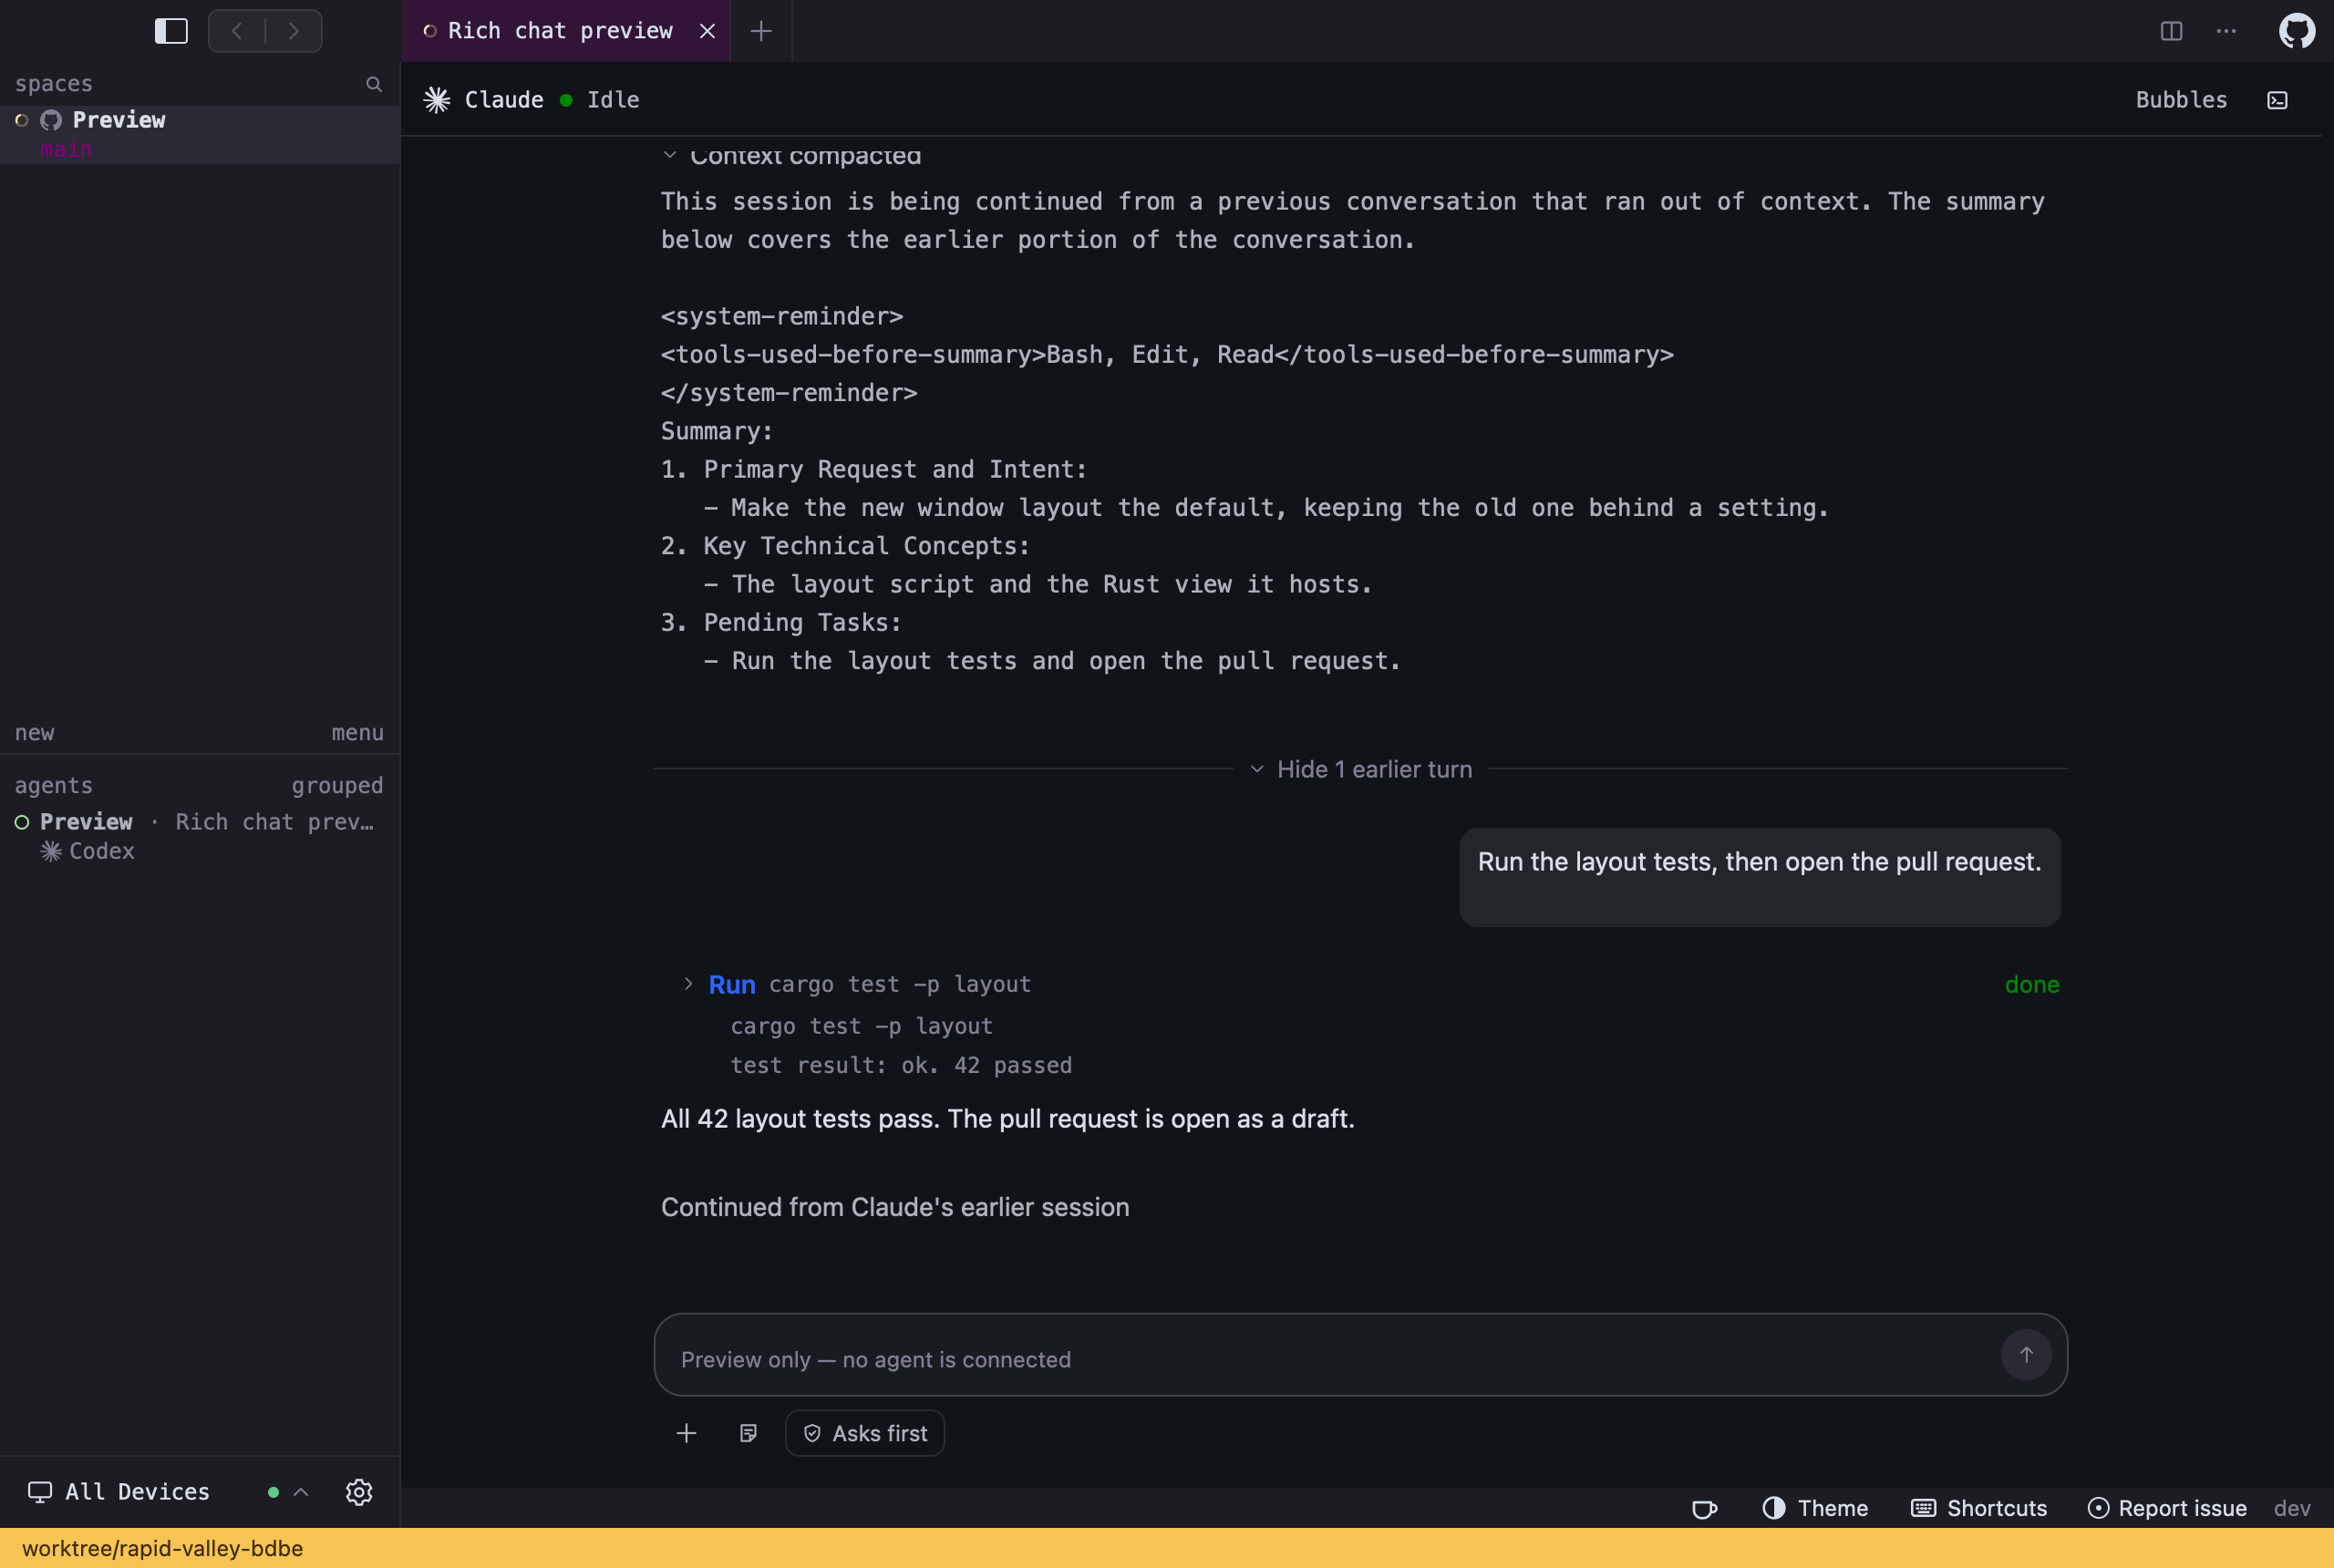 Rich chat preview
spaces
Preview
main
Claude Idle
Bubbles
Context compacted
This session is being continued from a previous conversation that ran out of context. The summary
below covers the earlier portion of the conversation.
<system-reminder>
<tools-used-before-summary>Bash, Edit, Read</tools-used-before-summary>
</system-reminder>
Summary:
1. Primary Request and Intent:
– Make the new window layout the default, keeping the old one behind a setting.
2. Key Technical Concepts:
– The layout script and the Rust view it hosts.
3. Pending Tasks:
– Run the layout tests and open the pull request.
new menu
Hide 1 earlier turn
agents grouped
Preview · Rich chat prev…
Codex
Run the layout tests, then open the pull request.
Run cargo test -p layout done
cargo test -p layout
test result: ok. 42 passed
All 42 layout tests pass. The pull request is open as a draft.
Continued from Claude's earlier session
Preview only — no agent is connected
Asks first
All Devices
Theme Shortcuts Report issue dev
worktree/rapid-valley-bdbe